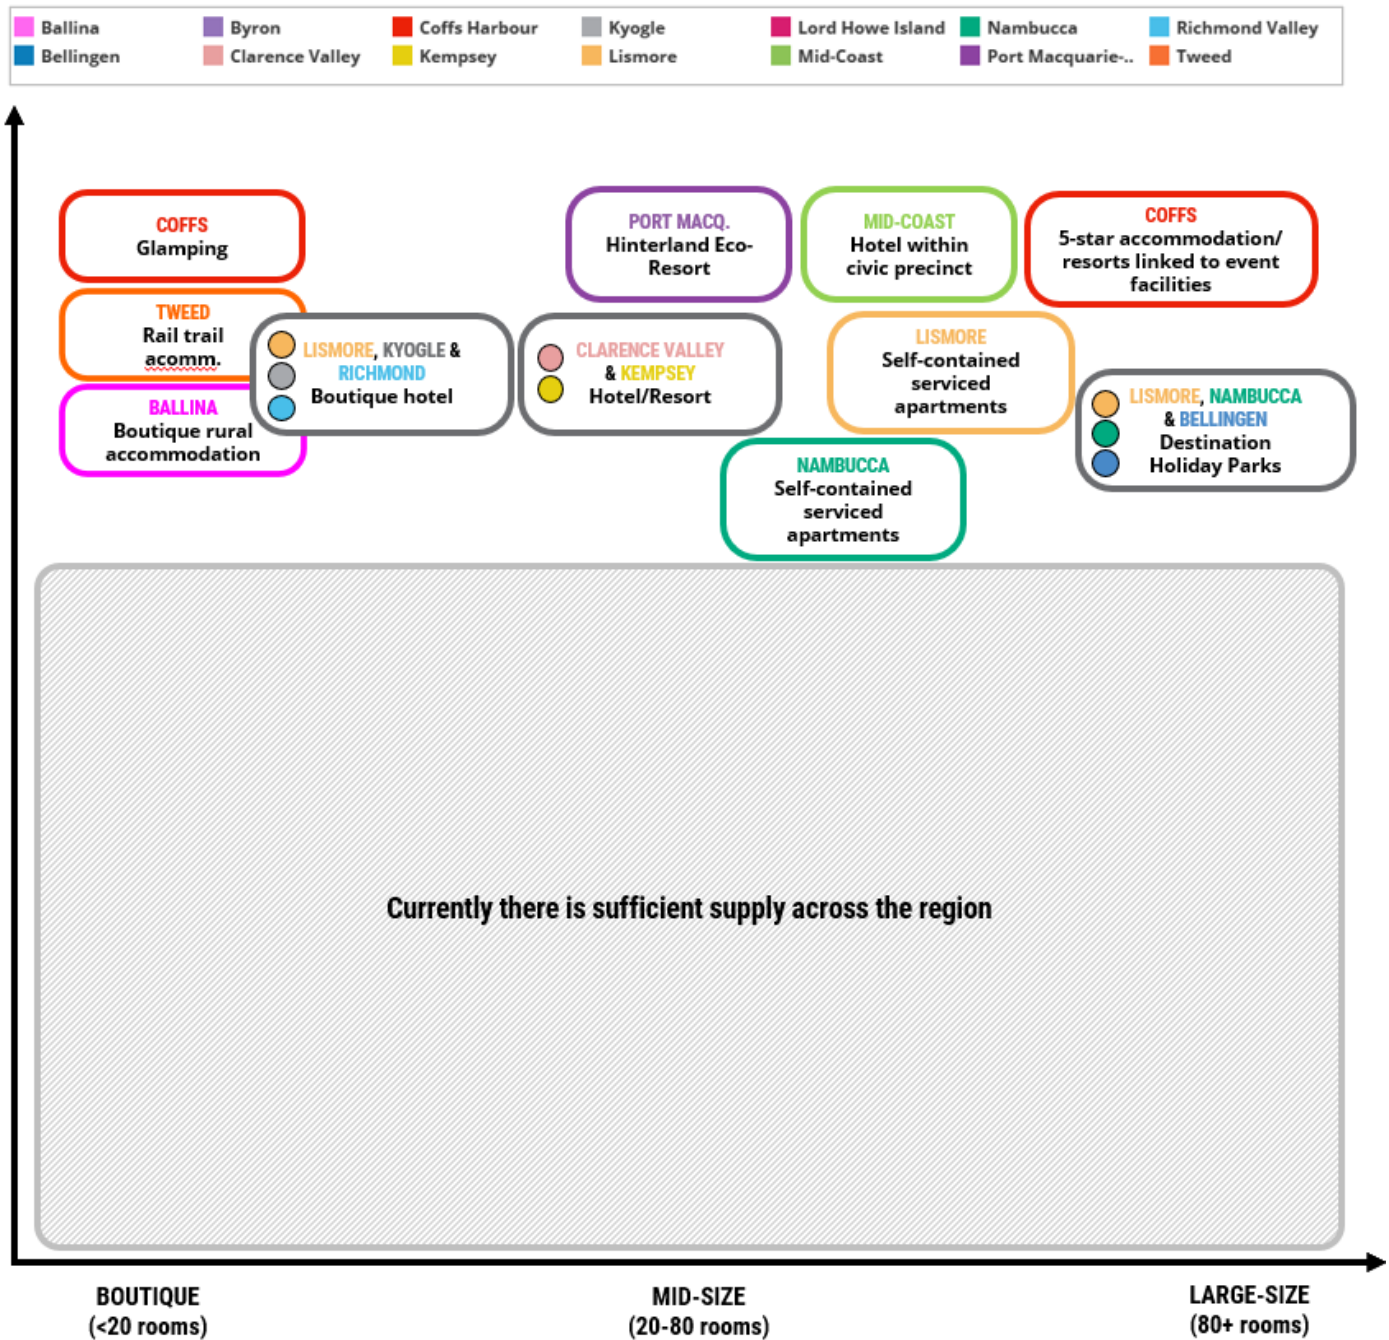 Ballina
Byron
Coffs Harbour
Kyogle
Lord Howe Island
Nambucca
Richmond Valley
Bellingen
Clarence Valley
Kempsey
Lismore
Mid-Coast
Port Macquarie-..
Tweed
COFFS
Glamping
TWEED
Rail trail
acomm.
BALLINA
Boutique rural
accommodation
LISMORE, KYOGLE &
RICHMOND
Boutique hotel
PORT MACQ.
Hinterland Eco-
Resort
CLARENCE VALLEY
& KEMPSEY
Hotel/Resort
MID-COAST
Hotel within
civic precinct
LISMORE
Self-contained
serviced
apartments
NAMBUCCA
Self-contained
serviced
apartments
COFFS
5-star accommodation/
resorts linked to event
facilities
LISMORE, NAMBUCCA
& BELLINGEN
Destination
Holiday Parks
Currently there is sufficient supply across the region
BOUTIQUE
(<20 rooms)
MID-SIZE
(20-80 rooms)
LARGE-SIZE
(80+ rooms)